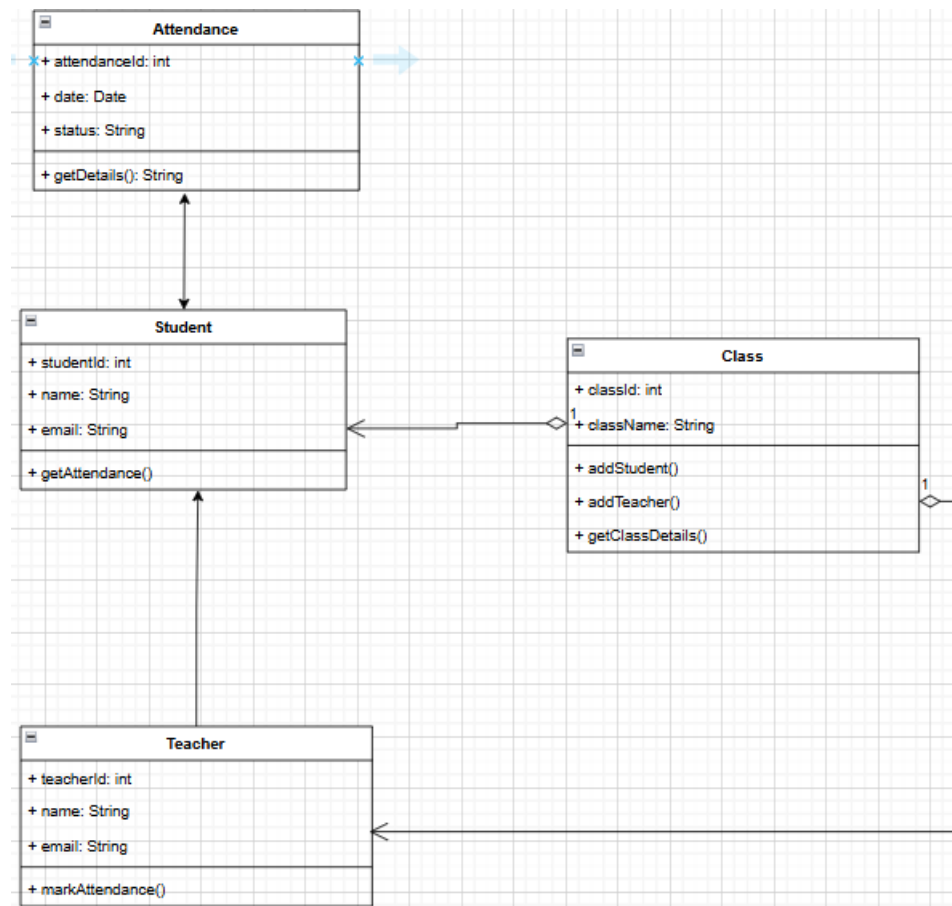 Attendance
+ attendanceId: int
+ date: Date
+ status: String
+ getDetails(): String
Student
+ studentId: int
+ name: String
+ email: String
+ getAttendance()
Class
+ classId: int
1
+ className: String
+ addStudent()
+ addTeacher()
1
+ getClassDetails()
Teacher
+ teacherId: int
+ name: String
+ email: String
+ markAttendance()